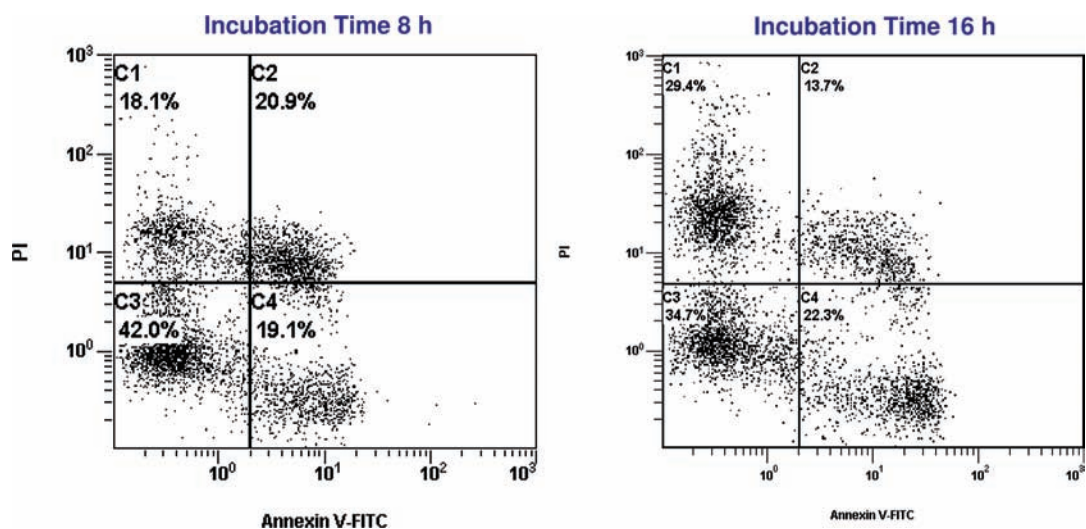 Incubation Time 8 h
10³
C1
18.1%
C2
20.9%
10²
PI
10¹
C3
42.0%
C4
19.1%
10⁰
10⁰
10¹
10²
10³
Annexin V-FITC
Incubation Time 16 h
10³
C1
29.4%
C2
13.7%
10²
PI
10¹
C3
34.7%
C4
22.3%
10⁰
10⁰
10¹
10²
10³
Annexin V-FITC